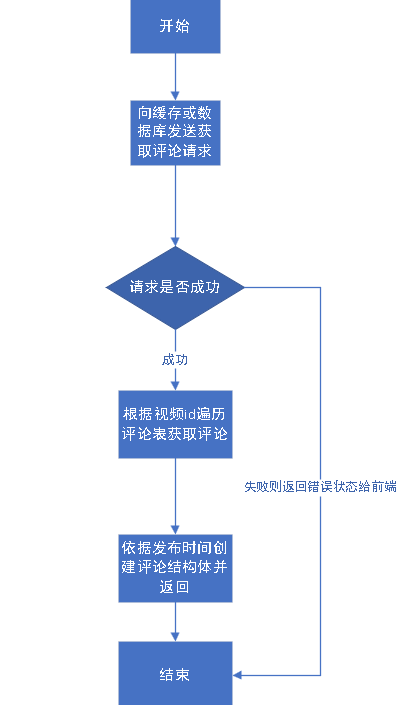 开始
向缓存或数
据库发送获
取评论请求
请求是否成功
成功
根据视频id遍历
评论表获取评论
失败则返回错误状态给前端
依据发布时间创
建评论结构体并
返回
结束